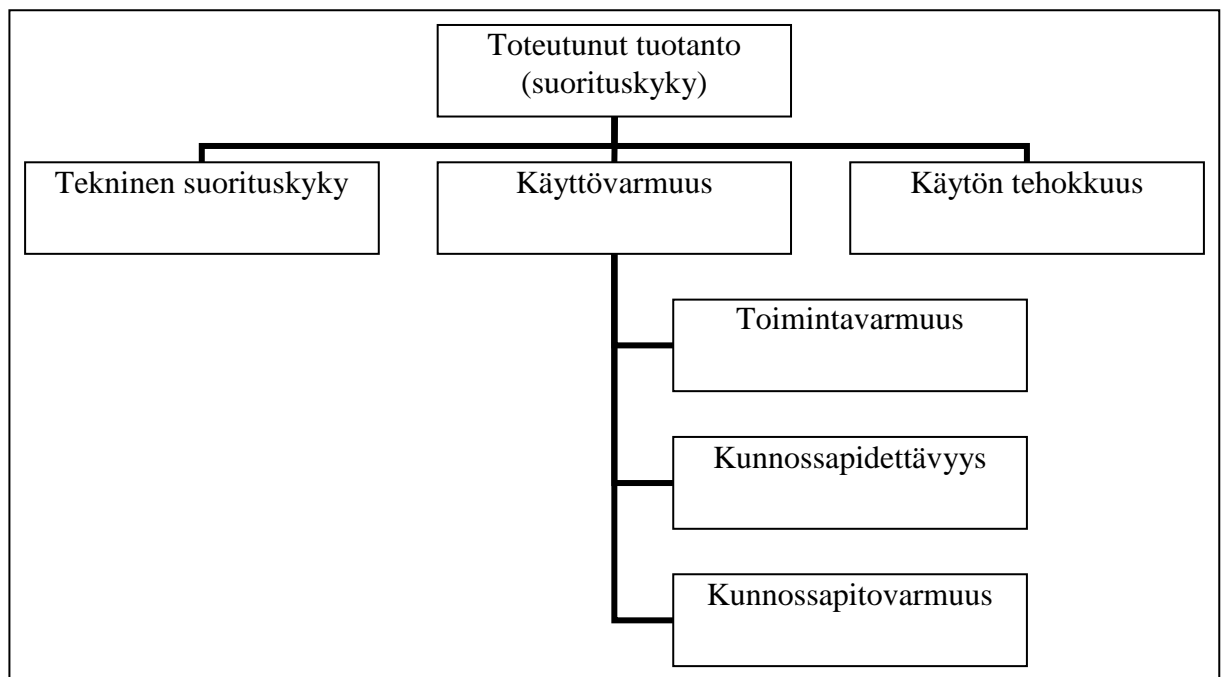 Toteutunut tuotanto
(suorituskyky)
Tekninen suorituskyky
Käyttövarmuus
Käytön tehokkuus
Toimintavarmuus
Kunnossapidettävyys
Kunnossapitovarmuus